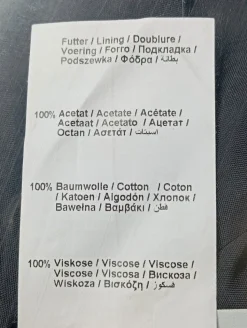 Futter / Lining / Doublure /
Voering / Forro / Подкладка /
Podszewka / Φόδρα / بطانة
100% Acetat / Acetate / Acétate /
Acetaat / Acetato / Ацетат /
Octan / Ασετάτ / اسيتات
100% Baumwolle / Cotton / Coton
/ Katoen / Algodón / Хлопок /
Bawełna / Βαμβάκι / قطن
100% Viskose / Viscose / Viscose /
Viscose / Viscosa / Вискоза /
Wiskoza / Βισκόζη / فسكوز